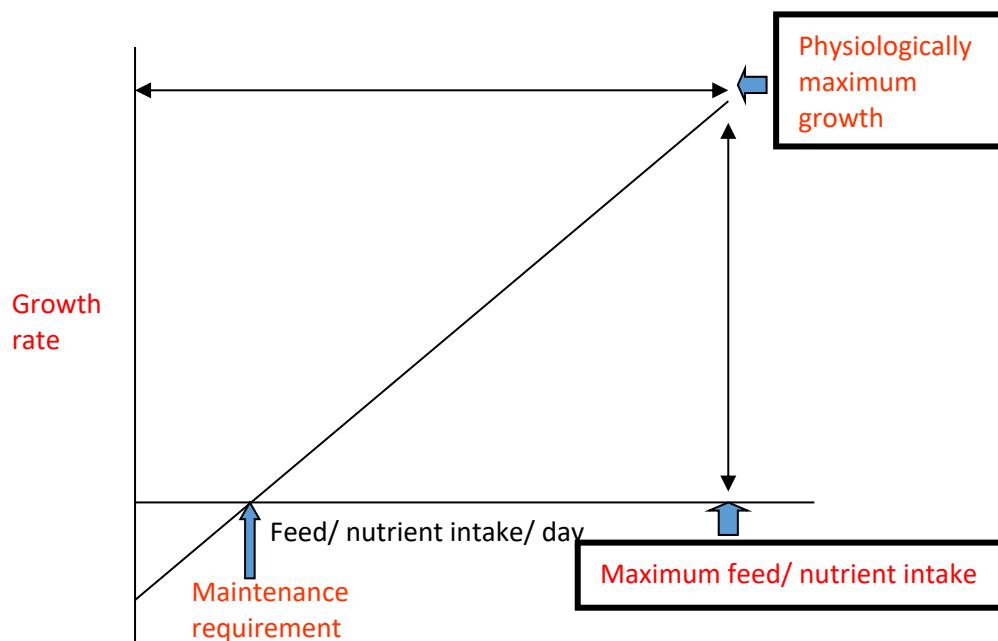 Physiologically
maximum
growth
Growth
rate
Feed/ nutrient intake/ day
Maximum feed/ nutrient intake
Maintenance
requirement